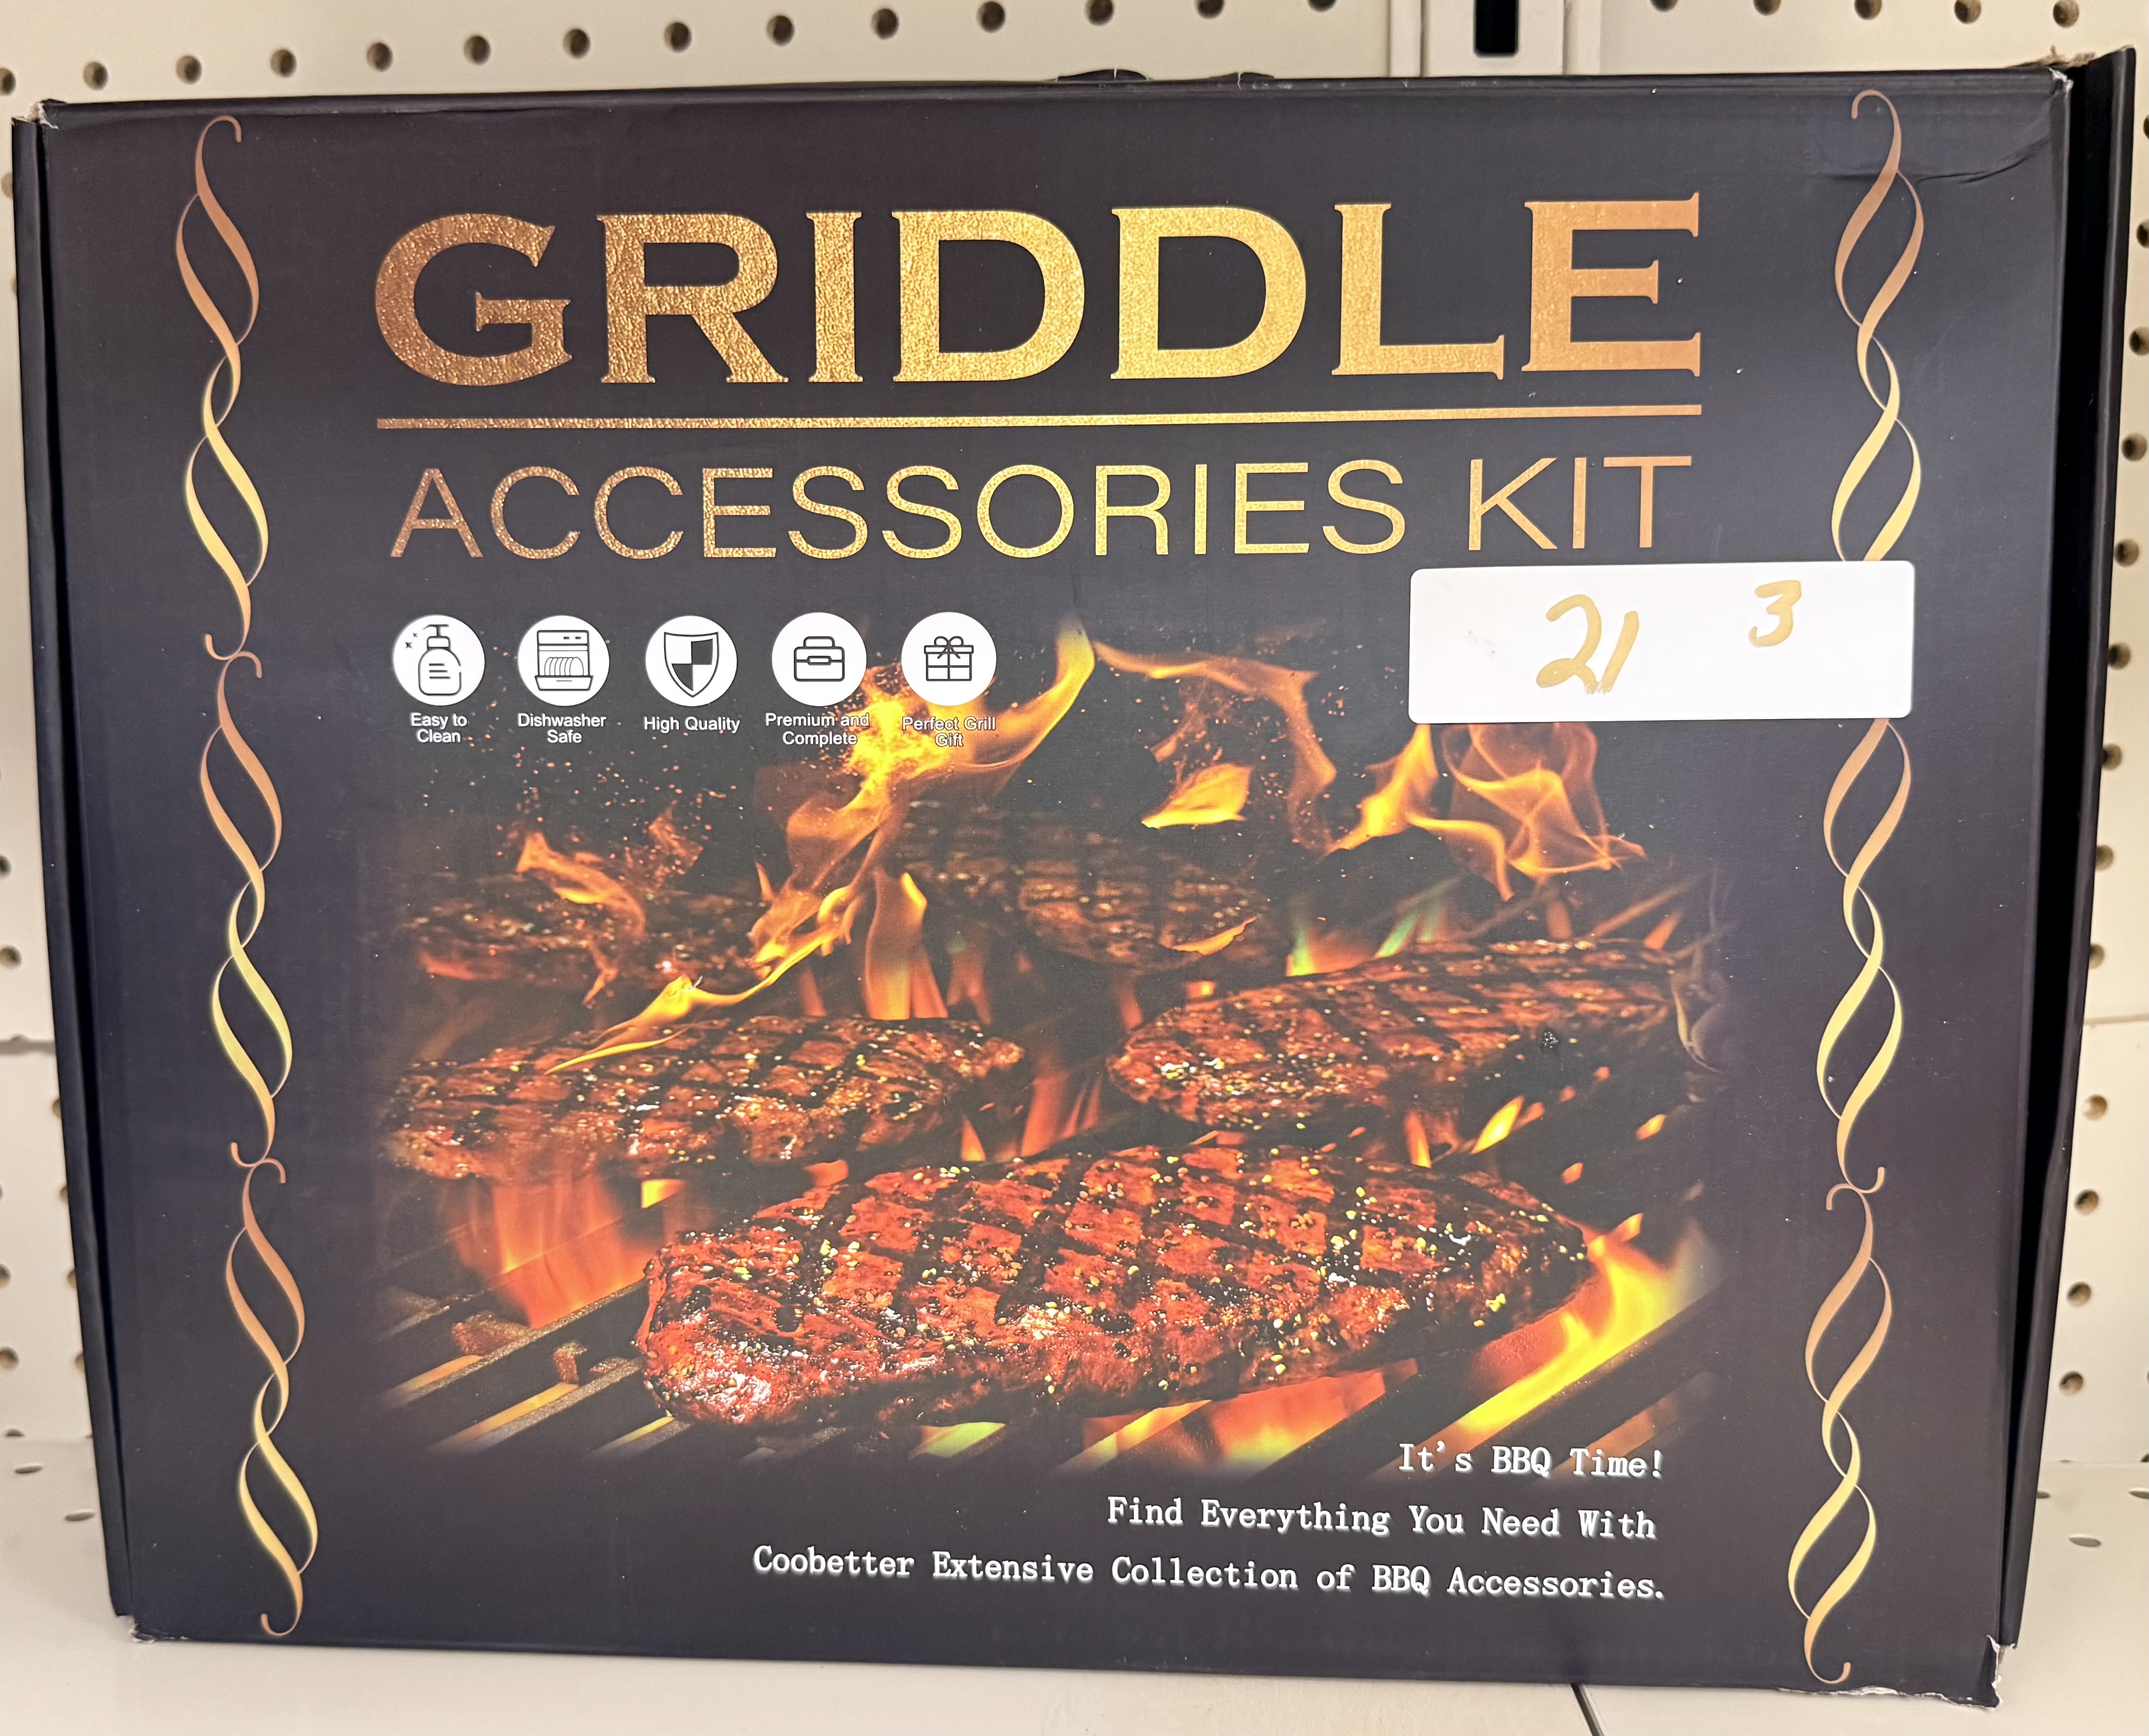 GRIDDLE
ACCESSORIES KIT
21 3
Easy to
Clean
Dishwasher
Safe
High Quality
Premium and
Complete
Perfect Grill
Gift
It's BBQ Time!
Find Everything You Need With
Coobetter Extensive Collection of BBQ Accessories.